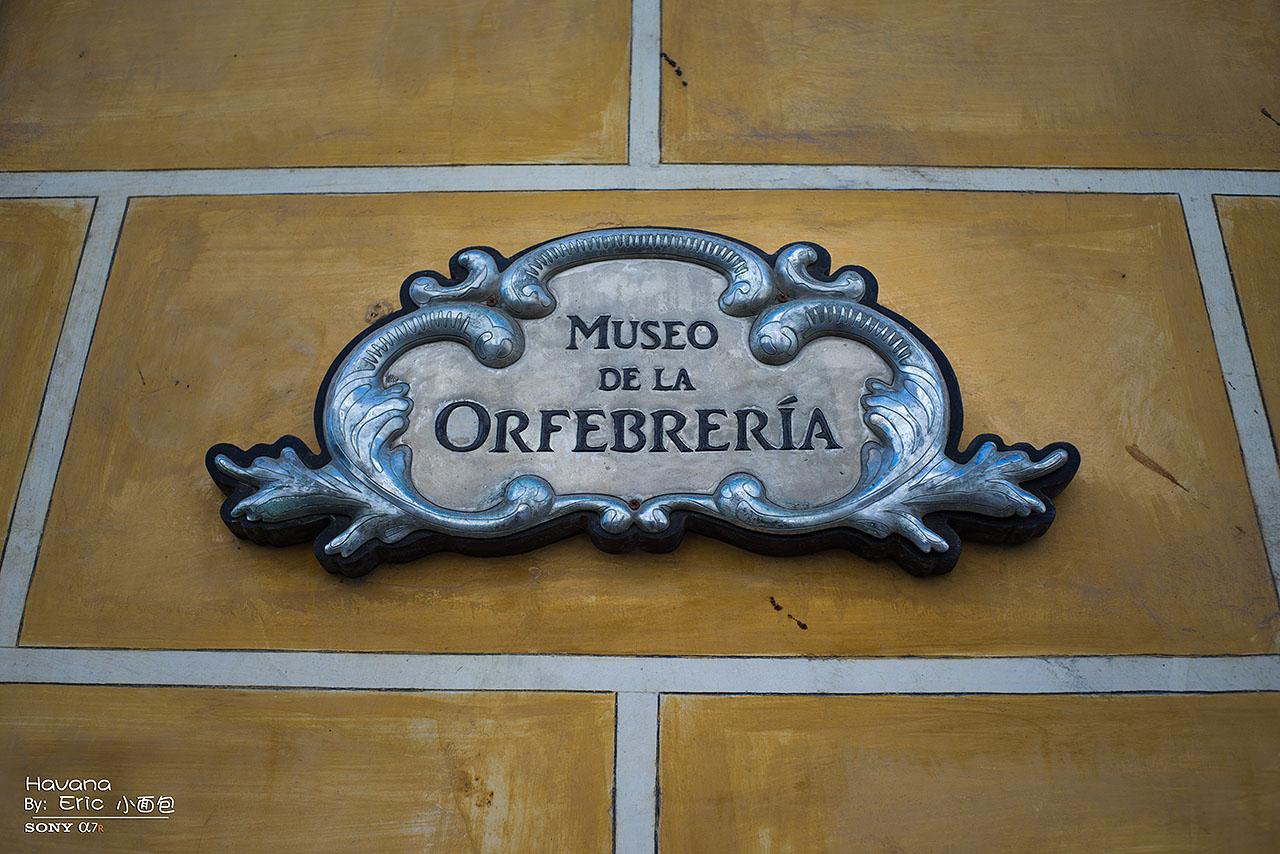 MUSEO
DE LA
ORFEBRERÍA
Havana
By: Eric 小面包
SONY α7R